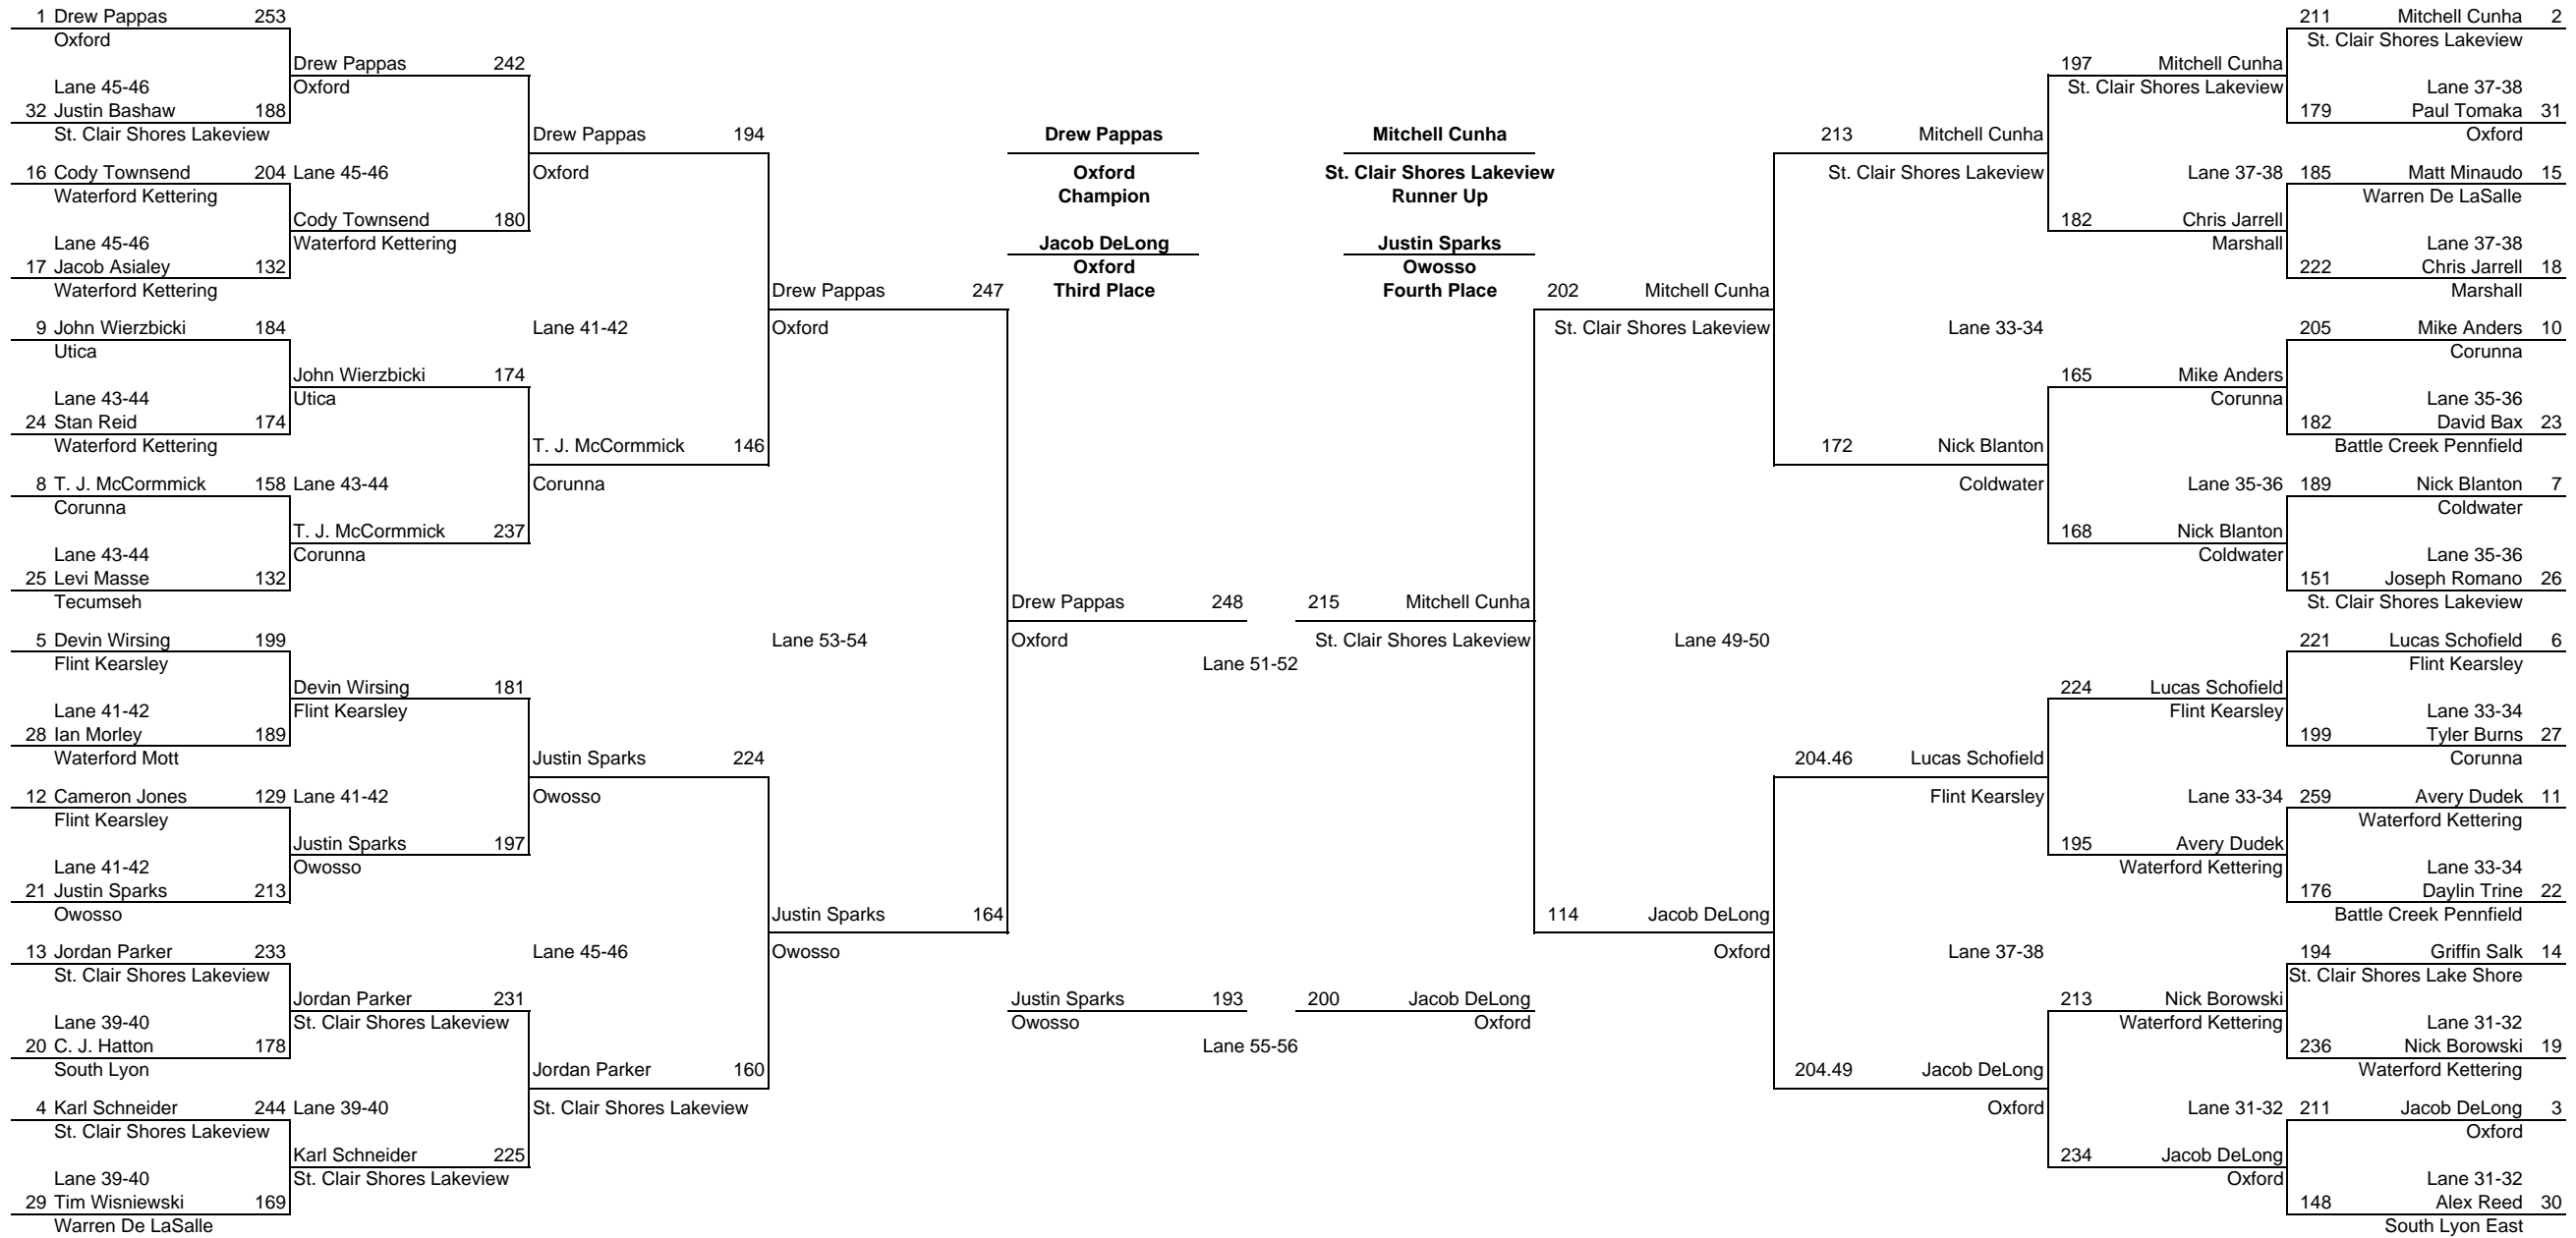 1 Drew Pappas 253
Oxford
Lane 45-46
32 Justin Bashaw 188
St. Clair Shores Lakeview
16 Cody Townsend 204
Waterford Kettering
Lane 45-46
17 Jacob Asialey 132
Waterford Kettering
9 John Wierzbicki 184
Utica
Lane 43-44
24 Stan Reid 174
Waterford Kettering
8 T. J. McCormmick 158
Corunna
Lane 43-44
25 Levi Masse 132
Tecumseh
5 Devin Wirsing 199
Flint Kearsley
Lane 41-42
28 Ian Morley 189
Waterford Mott
12 Cameron Jones 129
Flint Kearsley
Lane 41-42
21 Justin Sparks 213
Owosso
13 Jordan Parker 233
St. Clair Shores Lakeview
Lane 39-40
20 C. J. Hatton 178
South Lyon
4 Karl Schneider 244
St. Clair Shores Lakeview
Lane 39-40
29 Tim Wisniewski 169
Warren De LaSalle
Drew Pappas 242
Oxford
Lane 45-46
Cody Townsend 180
Waterford Kettering
John Wierzbicki 174
Utica
Lane 43-44
T. J. McCormmick 237
Corunna
Devin Wirsing 181
Flint Kearsley
Lane 41-42
Justin Sparks 197
Owosso
Jordan Parker 231
St. Clair Shores Lakeview
Lane 39-40
Karl Schneider 225
St. Clair Shores Lakeview
Drew Pappas 194
Oxford
Lane 41-42
T. J. McCormmick 146
Corunna
Justin Sparks 224
Owosso
Lane 45-46
Jordan Parker 160
St. Clair Shores Lakeview
Drew Pappas 247
Oxford
Lane 53-54
Justin Sparks 164
Owosso
Drew Pappas
Oxford
Champion
Jacob DeLong
Oxford
Third Place
Mitchell Cunha
St. Clair Shores Lakeview
Runner Up
Justin Sparks
Owosso
Fourth Place
Drew Pappas 248
Oxford
Lane 51-52
215 Mitchell Cunha
St. Clair Shores Lakeview
Justin Sparks 193
Owosso
Lane 55-56
200 Jacob DeLong
Oxford
202 Mitchell Cunha
St. Clair Shores Lakeview
Lane 49-50
114 Jacob DeLong
Oxford
213 Mitchell Cunha
St. Clair Shores Lakeview
Lane 33-34
172 Nick Blanton
Coldwater
204.46 Lucas Schofield
Flint Kearsley
Lane 37-38
204.49 Jacob DeLong
Oxford
197 Mitchell Cunha
St. Clair Shores Lakeview
Lane 37-38
182 Chris Jarrell
Marshall
165 Mike Anders
Corunna
Lane 35-36
168 Nick Blanton
Coldwater
224 Lucas Schofield
Flint Kearsley
Lane 33-34
195 Avery Dudek
Waterford Kettering
213 Nick Borowski
Waterford Kettering
Lane 31-32
234 Jacob DeLong
Oxford
211 Mitchell Cunha 2
St. Clair Shores Lakeview
Lane 37-38
179 Paul Tomaka 31
Oxford
185 Matt Minaudo 15
Warren De LaSalle
Lane 37-38
222 Chris Jarrell 18
Marshall
205 Mike Anders 10
Corunna
Lane 35-36
182 David Bax 23
Battle Creek Pennfield
189 Nick Blanton 7
Coldwater
Lane 35-36
151 Joseph Romano 26
St. Clair Shores Lakeview
221 Lucas Schofield 6
Flint Kearsley
Lane 33-34
199 Tyler Burns 27
Corunna
259 Avery Dudek 11
Waterford Kettering
Lane 33-34
176 Daylin Trine 22
Battle Creek Pennfield
194 Griffin Salk 14
St. Clair Shores Lake Shore
Lane 31-32
236 Nick Borowski 19
Waterford Kettering
211 Jacob DeLong 3
Oxford
Lane 31-32
148 Alex Reed 30
South Lyon East